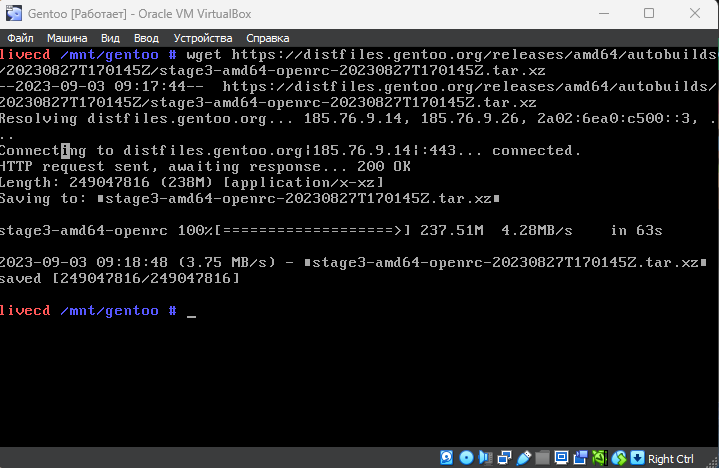 Gentoo [Работает] - Oracle VM VirtualBox
Файл Машина Вид Ввод Устройства Справка
livecd /mnt/gentoo # wget https://distfiles.gentoo.org/releases/amd64/autobuilds
/20230827T170145Z/stage3-amd64-openrc-20230827T170145Z.tar.xz
--2023-09-03 09:17:44-- https://distfiles.gentoo.org/releases/amd64/autobuilds/
20230827T170145Z/stage3-amd64-openrc-20230827T170145Z.tar.xz
Resolving distfiles.gentoo.org... 185.76.9.14, 185.76.9.26, 2a02:6ea0:c500::3, .
..
Connecting to distfiles.gentoo.org|185.76.9.14|:443... connected.
HTTP request sent, awaiting response... 200 OK
Length: 249047816 (238M) [application/x-xz]
Saving to: ■stage3-amd64-openrc-20230827T170145Z.tar.xz■
stage3-amd64-openrc 100%[===================>] 237.51M 4.28MB/s in 63s
2023-09-03 09:18:48 (3.75 MB/s) - ■stage3-amd64-openrc-20230827T170145Z.tar.xz■
saved [249047816/249047816]
livecd /mnt/gentoo # _
Right Ctrl